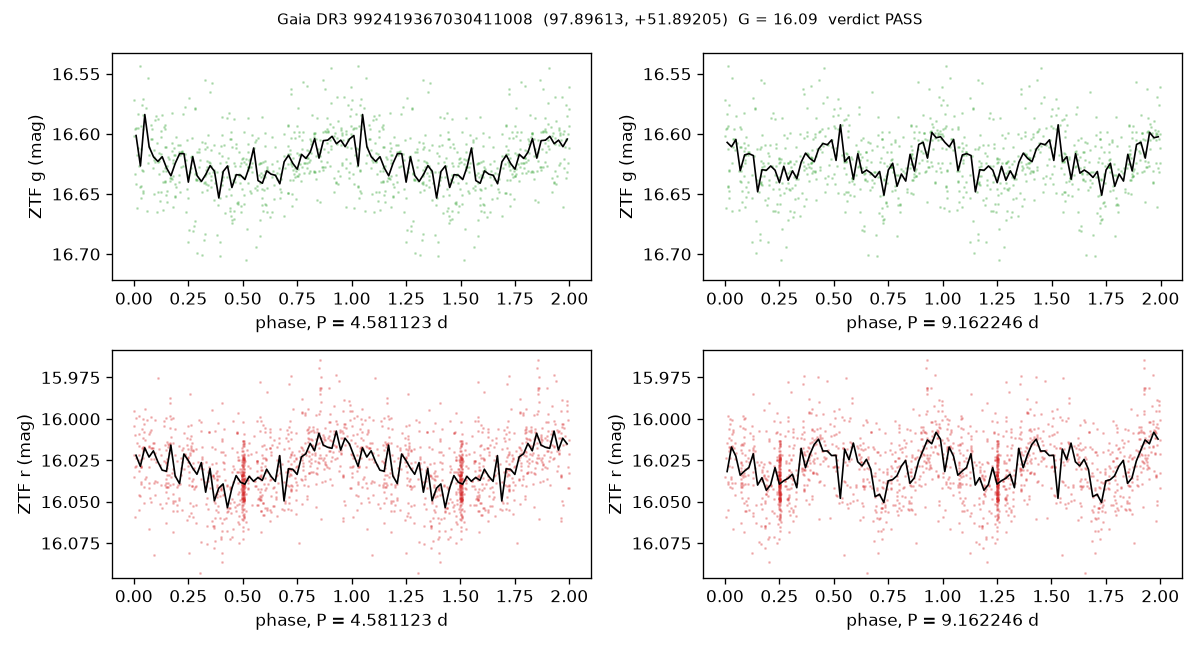 Gaia DR3 992419367030411008  (97.89613, +51.89205)  G = 16.09  verdict PASS
ZTF g (mag)
16.55
16.60
16.65
16.70
0.00 0.25 0.50 0.75 1.00 1.25 1.50 1.75 2.00
phase, P = 4.581123 d
ZTF g (mag)
16.55
16.60
16.65
16.70
0.00 0.25 0.50 0.75 1.00 1.25 1.50 1.75 2.00
phase, P = 9.162246 d
ZTF r (mag)
15.975
16.000
16.025
16.050
16.075
0.00 0.25 0.50 0.75 1.00 1.25 1.50 1.75 2.00
phase, P = 4.581123 d
ZTF r (mag)
15.975
16.000
16.025
16.050
16.075
0.00 0.25 0.50 0.75 1.00 1.25 1.50 1.75 2.00
phase, P = 9.162246 d